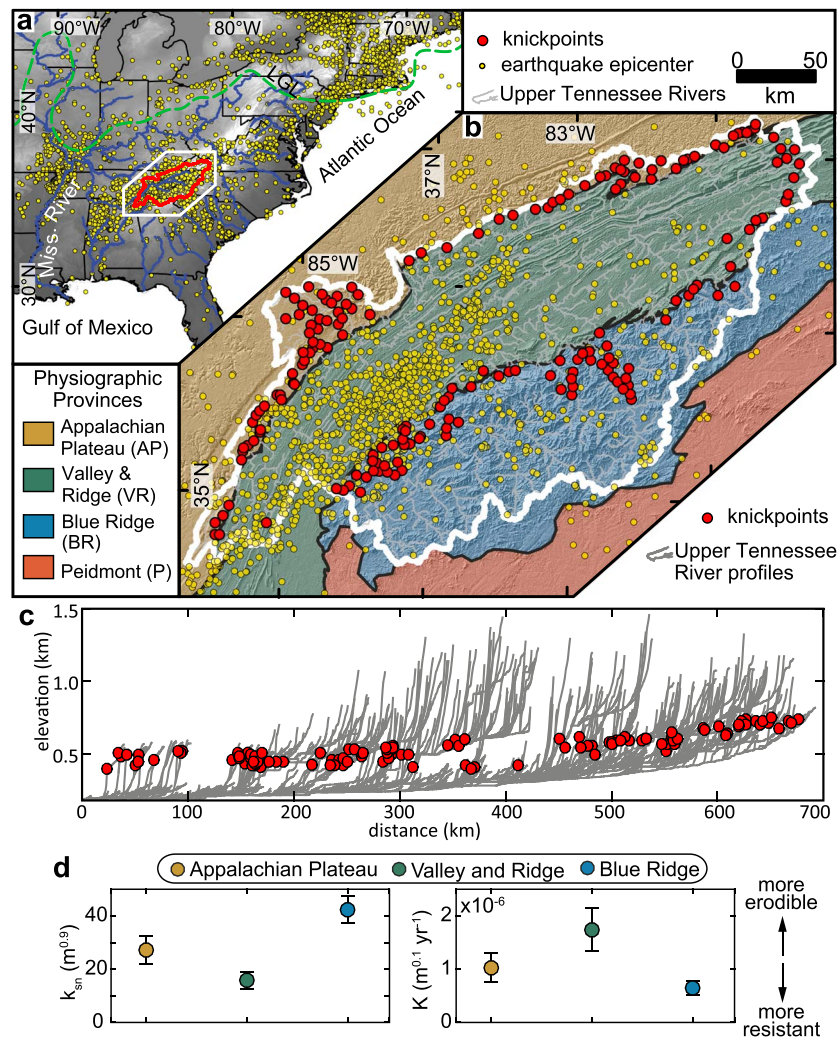 a
90°W
80°W
70°W
LGL
40°N
30°N
Miss. River
Atlantic Ocean
Gulf of Mexico
knickpoints
earthquake epicenter
Upper Tennessee Rivers
0 50
km
b
83°W
37°N
85°W
35°N
Physiographic
Provinces
Appalachian
Plateau (AP)
Valley &
Ridge (VR)
Blue Ridge
(BR)
Peidmont (P)
knickpoints
Upper Tennessee
River profiles
c
1.5
1.0
0.5
elevation (km)
0 100 200 300 400 500 600 700
distance (km)
d
Appalachian Plateau Valley and Ridge Blue Ridge
40
20
0
ksn (m0.9)
x10-6
2
1
0
K (m0.1 yr-1)
more
erodible
more
resistant